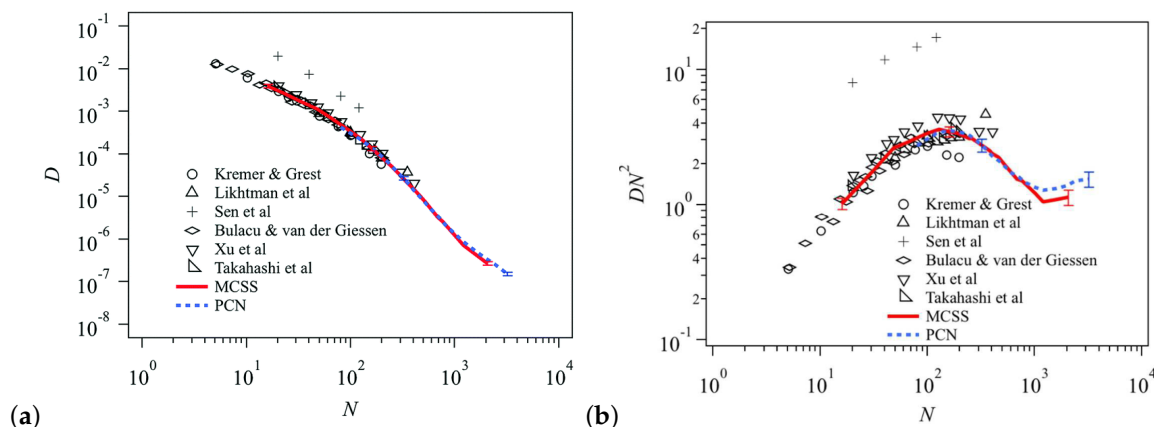 10^-1
10^-2
10^-3
10^-4
10^-5
10^-6
10^-7
10^-8
D
Kremer & Grest
Likhtman et al
Sen et al
Bulacu & van der Giessen
Xu et al
Takahashi et al
MCSS
PCN
10^0 10^1 10^2 10^3 10^4
N
(a)
2
10^1
6
4
2
10^0
6
4
2
10^-1
DN^2
Kremer & Grest
Likhtman et al
Sen et al
Bulacu & van der Giessen
Xu et al
Takahashi et al
MCSS
PCN
10^0 10^1 10^2 10^3 10^4
N
(b)